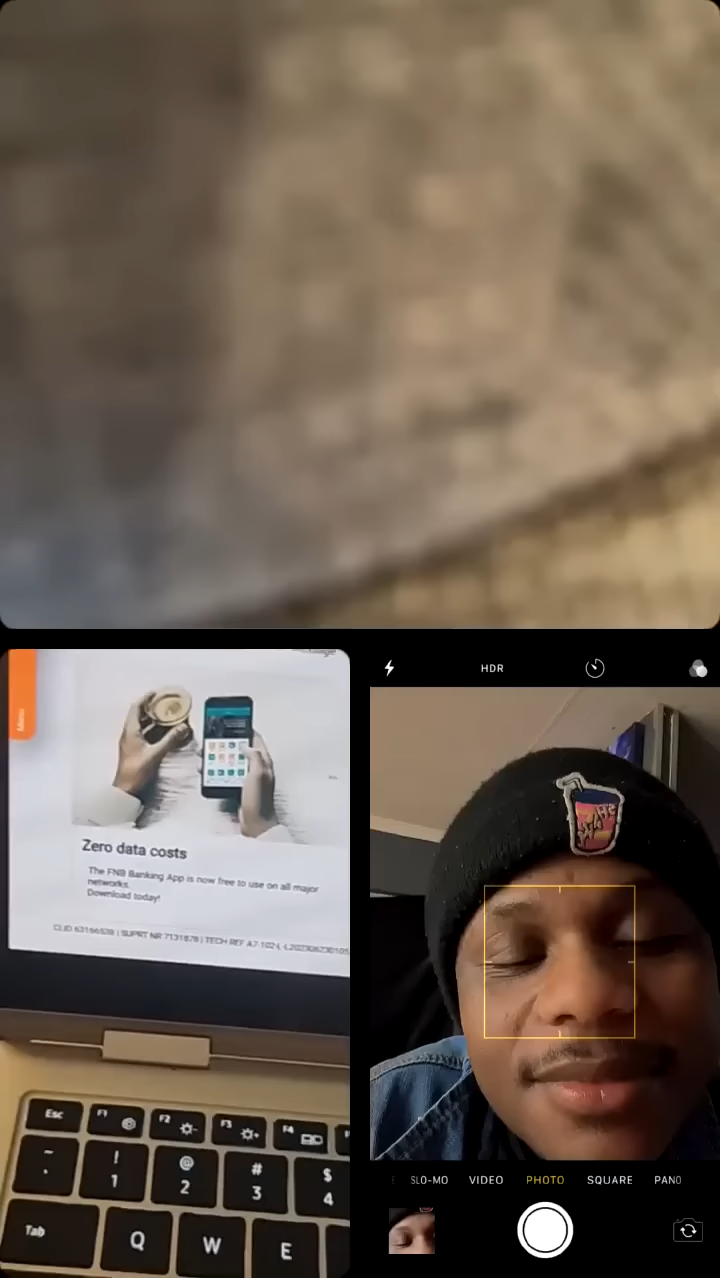 Menu
Zero data costs
The FNB Banking App is now free to use on all major
networks.
Download today!
Esc
F1
F2
F3
F4
~
!
1
@
2
#
3
$
4
Tab
Q
W
E
HDR
SLO-MO
VIDEO
PHOTO
SQUARE
PANO